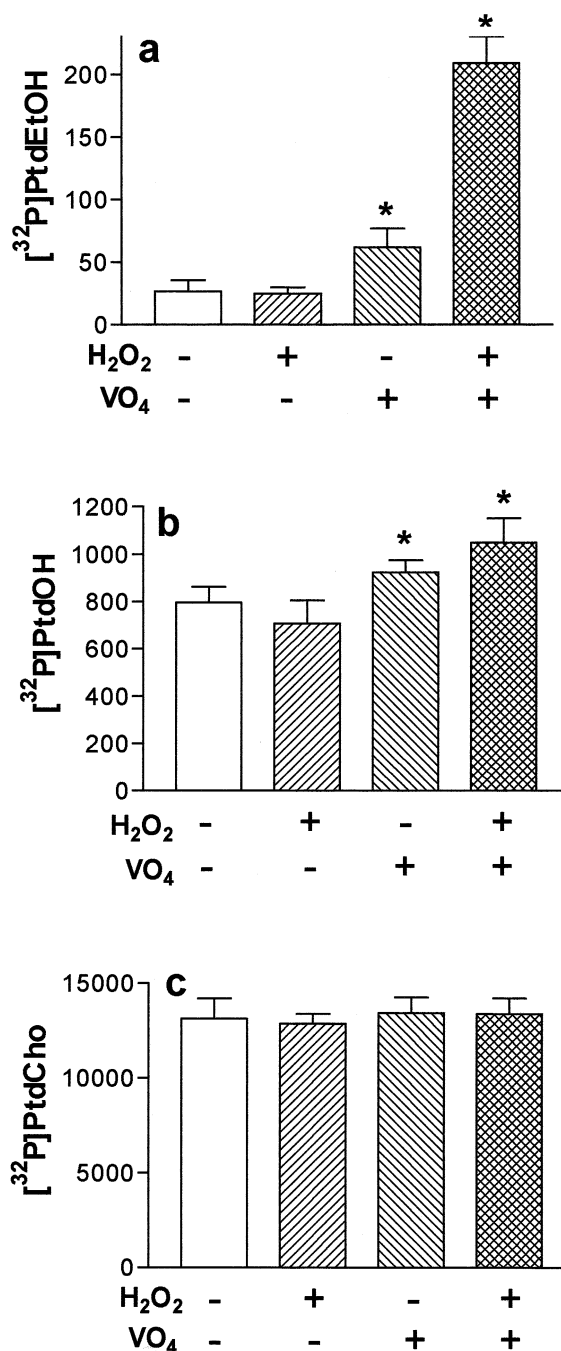 a
[³²P]PtdEtOH
200
150
100
50
0
*
*
H₂O₂ - + - +
VO₄ - - + +
b
[³²P]PtdOH
1200
1000
800
600
400
200
0
*
*
H₂O₂ - + - +
VO₄ - - + +
c
[³²P]PtdCho
15000
10000
5000
0
H₂O₂ - + - +
VO₄ - - + +